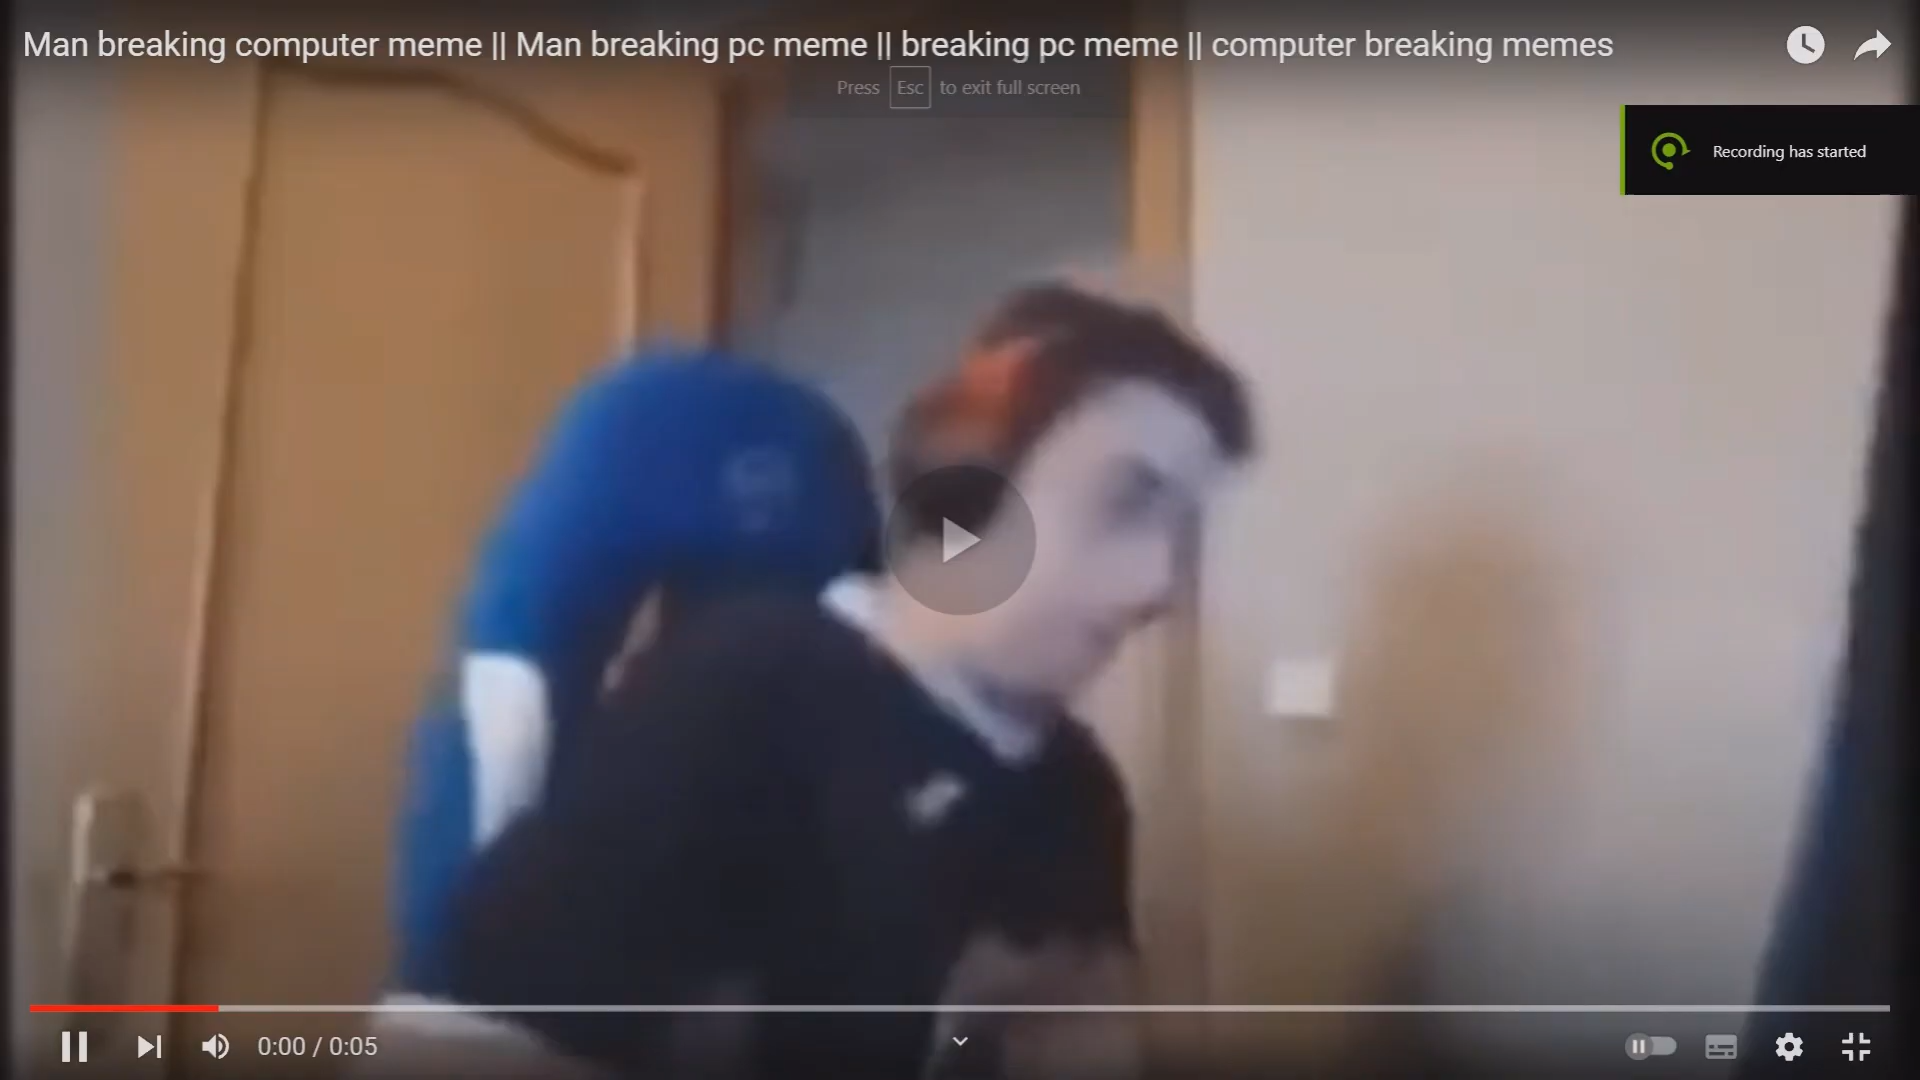 Man breaking computer meme || Man breaking pc meme || breaking pc meme || computer breaking memes
Press Esc to exit full screen
Recording has started
0:00 / 0:05